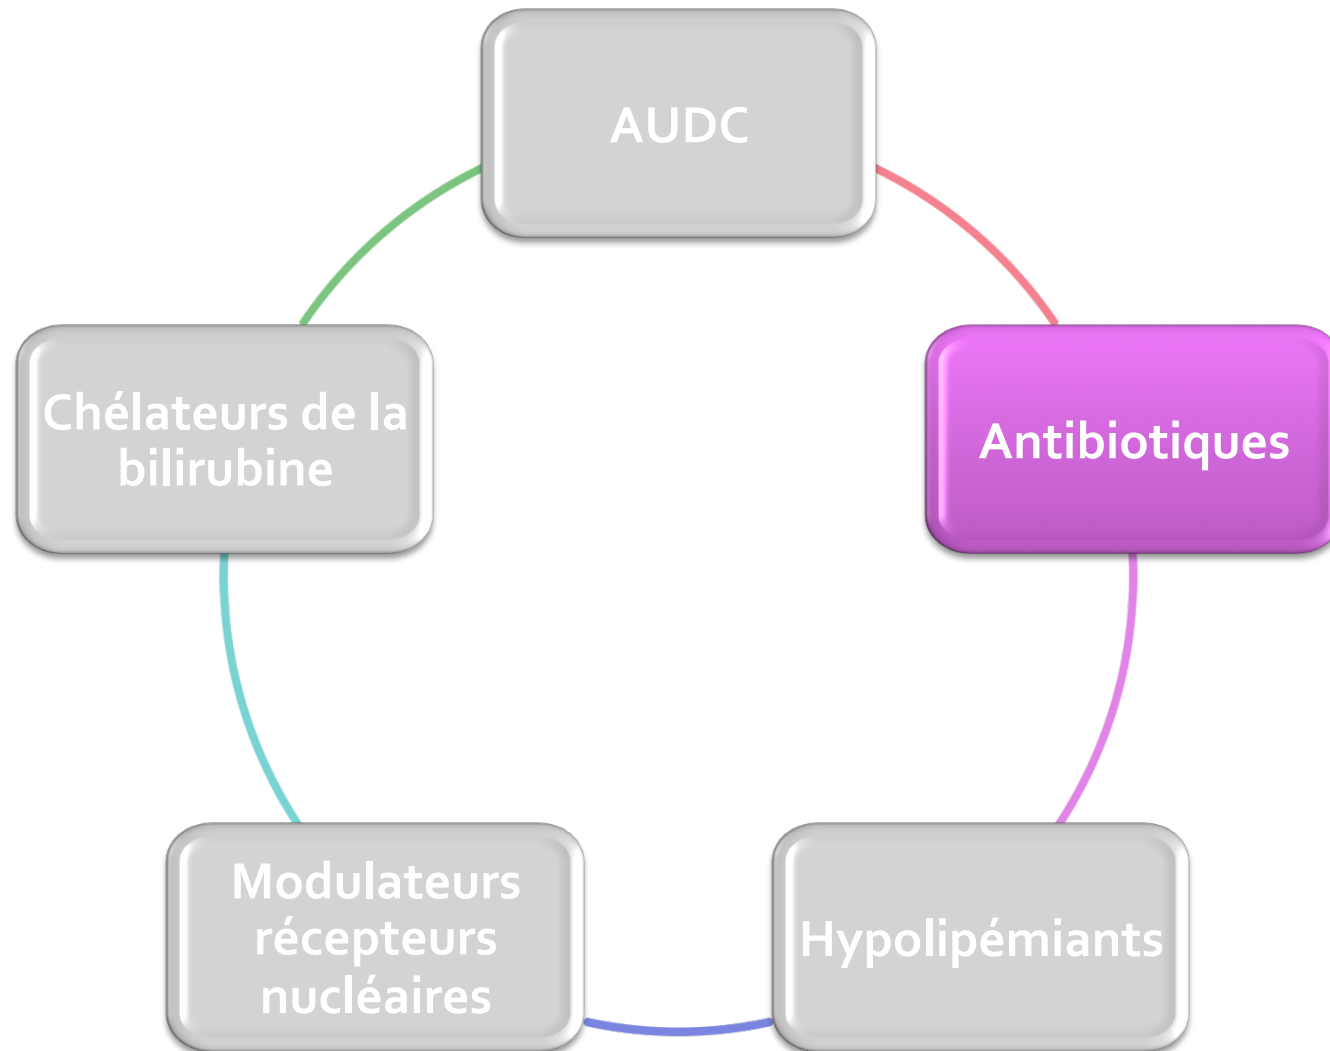 AUDC
Chélateurs de la
bilirubine
Antibiotiques
Modulateurs
récepteurs
nucléaires
Hypolipémiants